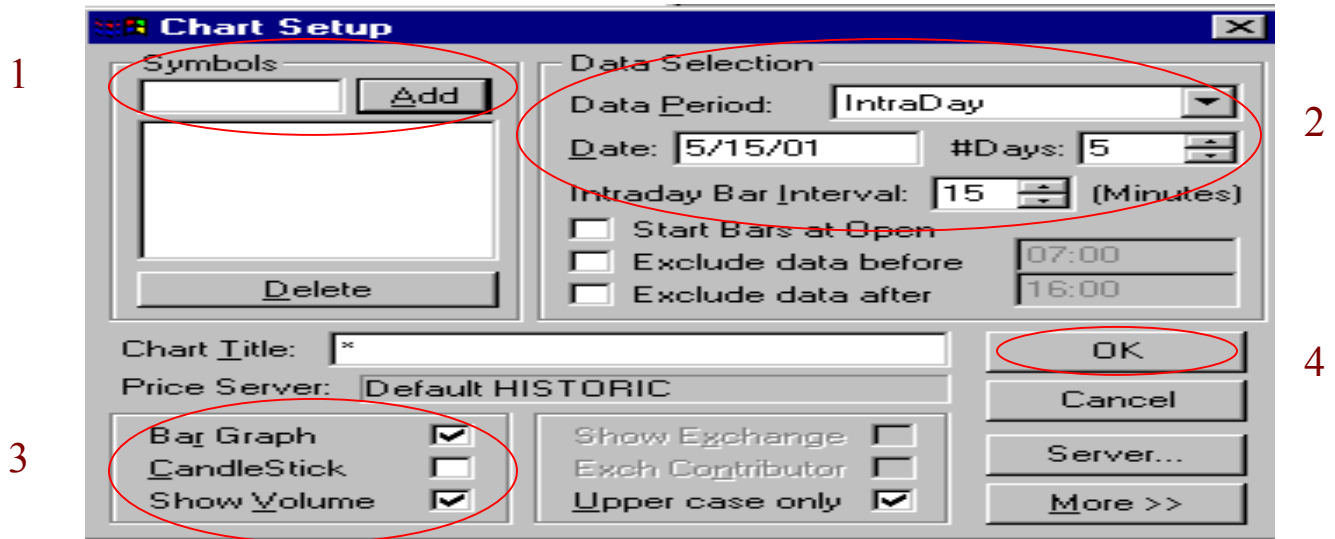 Chart Setup
1
Symbols
Add
Delete
Data Selection
Data Period: IntraDay
Date: 5/15/01 #Days: 5
Intraday Bar Interval: 15 (Minutes)
Start Bars at Open
Exclude data before 07:00
Exclude data after 16:00
2
Chart Title: *
Price Server: Default HISTORIC
OK
4
Cancel
3
Bar Graph
CandleStick
Show Volume
Show Exchange
Exch Contributor
Upper case only
Server...
More >>